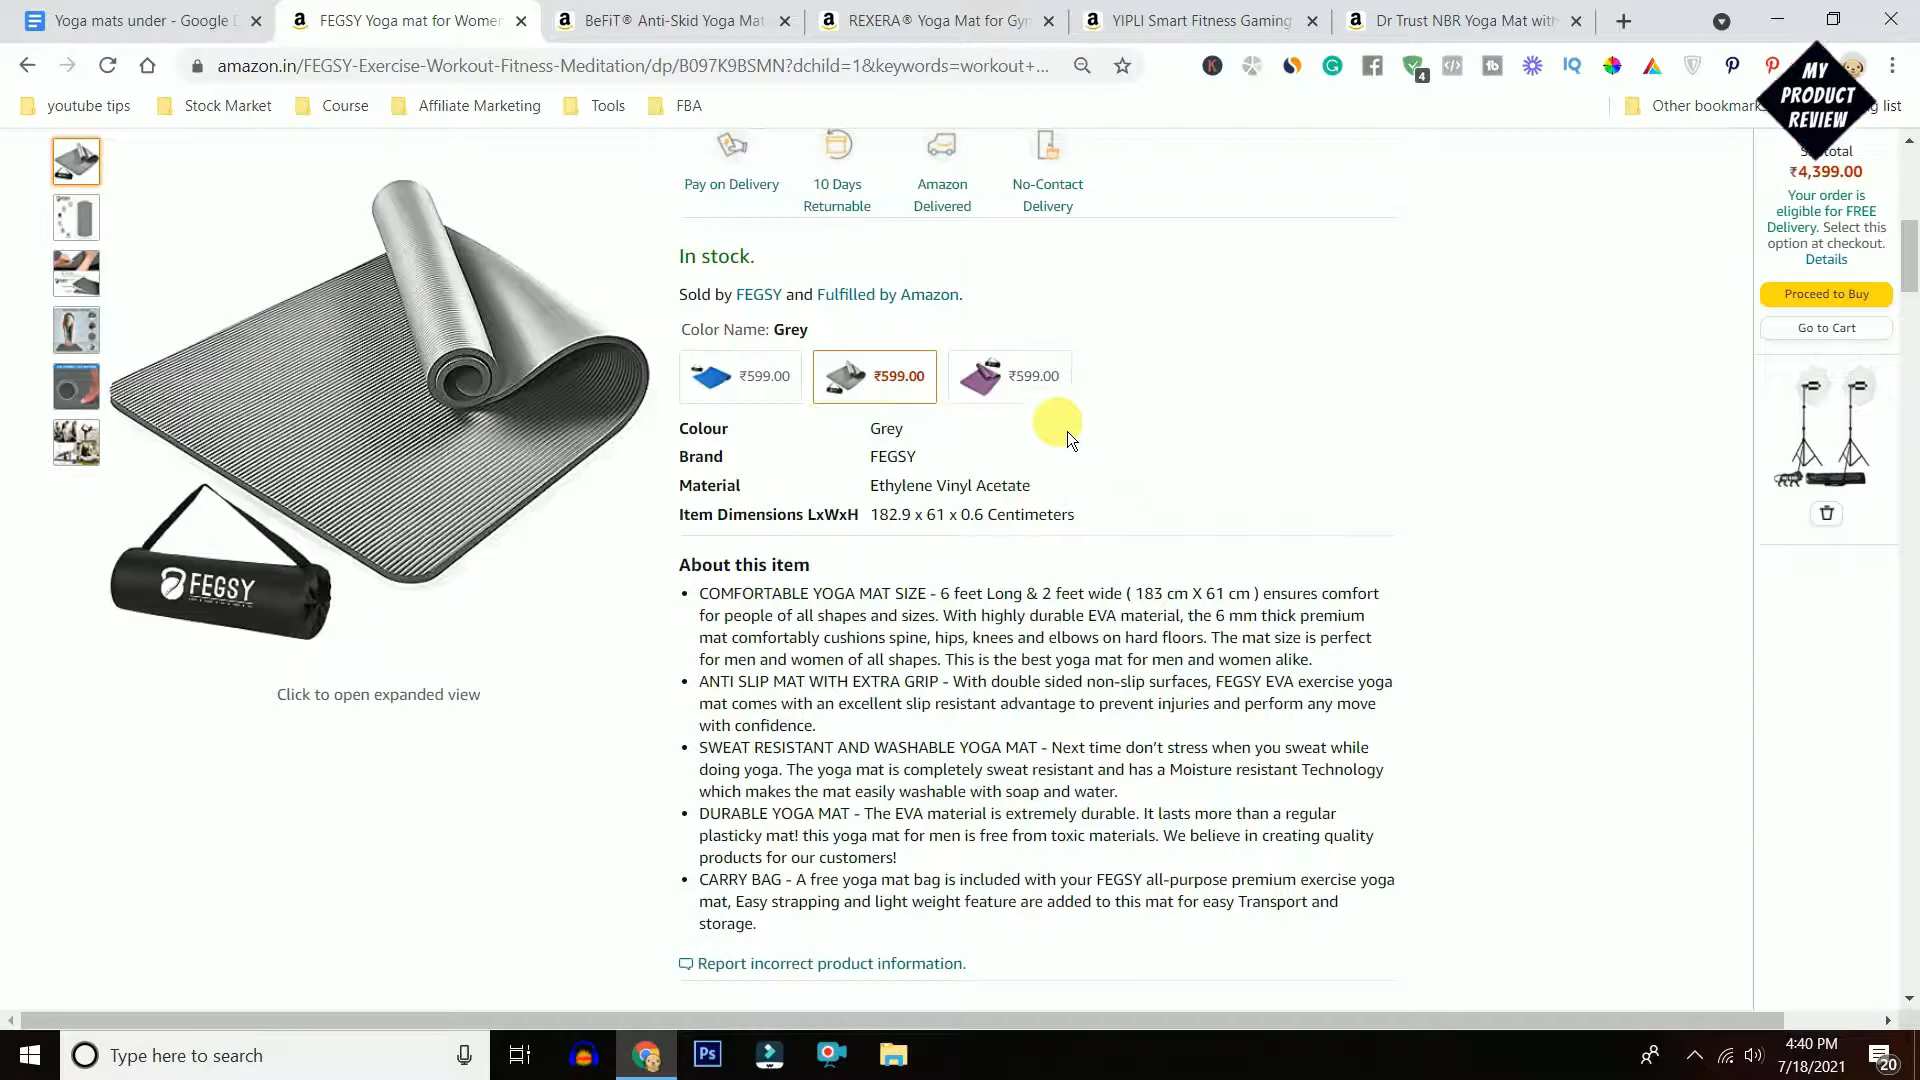 Yoga mats under - Google D
FEGSY Yoga mat for Women
BeFiT® Anti-Skid Yoga Mat
REXERA® Yoga Mat for Gym
YIPLI Smart Fitness Gaming
Dr Trust NBR Yoga Mat with
amazon.in/FEGSY-Exercise-Workout-Fitness-Meditation/dp/B097K9BSMN?dchild=1&keywords=workout+...
4
youtube tips
Stock Market
Course
Affiliate Marketing
Tools
FBA
Other bookmarks
list
MY
PRODUCT
REVIEW
Pay on Delivery
10 Days
Returnable
Amazon
Delivered
No-Contact
Delivery
In stock.
Sold by FEGSY and Fulfilled by Amazon.
Color Name: Grey
₹599.00
₹599.00
₹599.00
Colour Grey
Brand FEGSY
Material Ethylene Vinyl Acetate
Item Dimensions LxWxH 182.9 x 61 x 0.6 Centimeters
About this item
• COMFORTABLE YOGA MAT SIZE - 6 feet Long & 2 feet wide ( 183 cm X 61 cm ) ensures comfort
for people of all shapes and sizes. With highly durable EVA material, the 6 mm thick premium
mat comfortably cushions spine, hips, knees and elbows on hard floors. The mat size is perfect
for men and women of all shapes. This is the best yoga mat for men and women alike.
• ANTI SLIP MAT WITH EXTRA GRIP - With double sided non-slip surfaces, FEGSY EVA exercise yoga
mat comes with an excellent slip resistant advantage to prevent injuries and perform any move
with confidence.
• SWEAT RESISTANT AND WASHABLE YOGA MAT - Next time don’t stress when you sweat while
doing yoga. The yoga mat is completely sweat resistant and has a Moisture resistant Technology
which makes the mat easily washable with soap and water.
• DURABLE YOGA MAT - The EVA material is extremely durable. It lasts more than a regular
plasticky mat! this yoga mat for men is free from toxic materials. We believe in creating quality
products for our customers!
• CARRY BAG - A free yoga mat bag is included with your FEGSY all-purpose premium exercise yoga
mat, Easy strapping and light weight feature are added to this mat for easy Transport and
storage.
Report incorrect product information.
FEGSY
Click to open expanded view
Subtotal
₹4,399.00
Your order is
eligible for FREE
Delivery. Select this
option at checkout.
Details
Proceed to Buy
Go to Cart
Type here to search
Ps
4:40 PM
7/18/2021
20